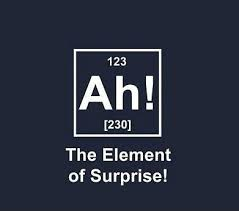 123
Ah!
[230]
The Element
of Surprise!